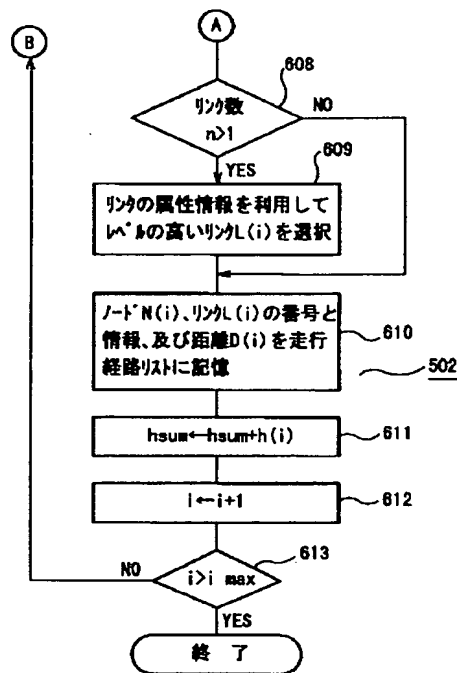 B
A
608
リンク数
n>1
NO
YES
609
リンクの属性情報を利用して
レベルの高いリンクL(i)を選択
ノードN(i)、リンクL(i)の番号と
情報、及び距離D(i)を走行
経路リストに記憶
610
502
hsum←hsum+h(i)
611
i←i+1
612
613
i>i max
NO
YES
終了